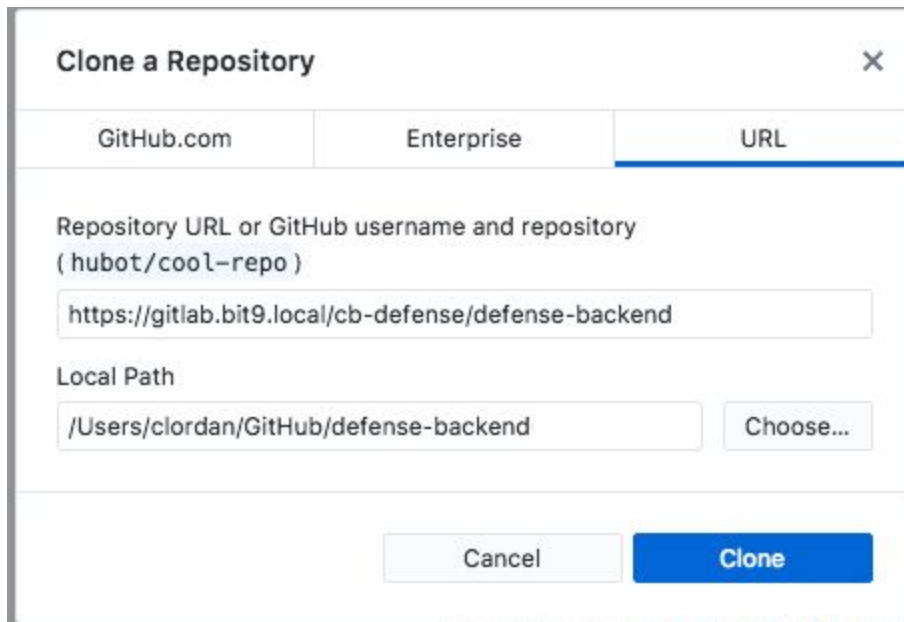 Clone a Repository
GitHub.com Enterprise URL
Repository URL or GitHub username and repository
(hubot/cool-repo)
https://gitlab.bit9.local/cb-defense/defense-backend
Local Path
/Users/clordan/GitHub/defense-backend Choose...
Cancel Clone